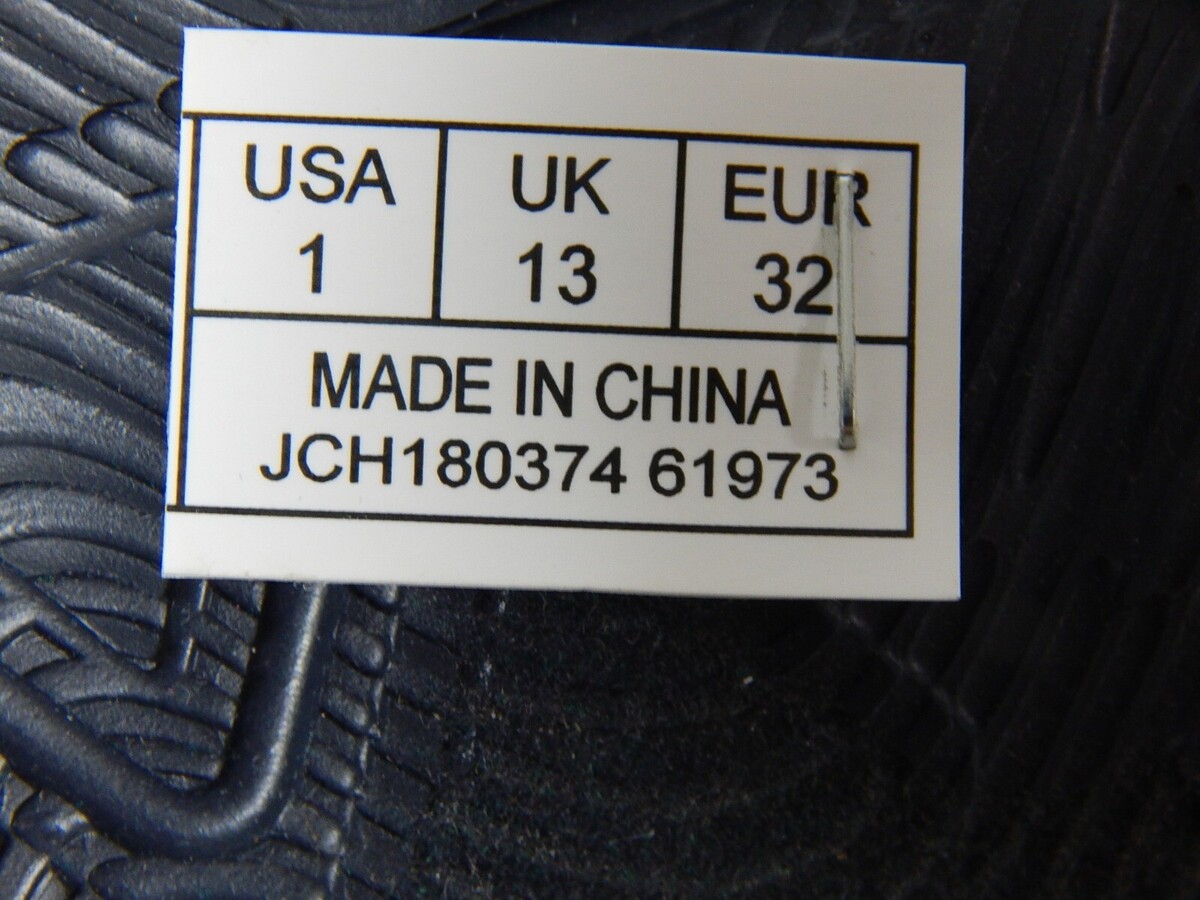 USA UK EUR
1 13 32
MADE IN CHINA
JCH180374 61973